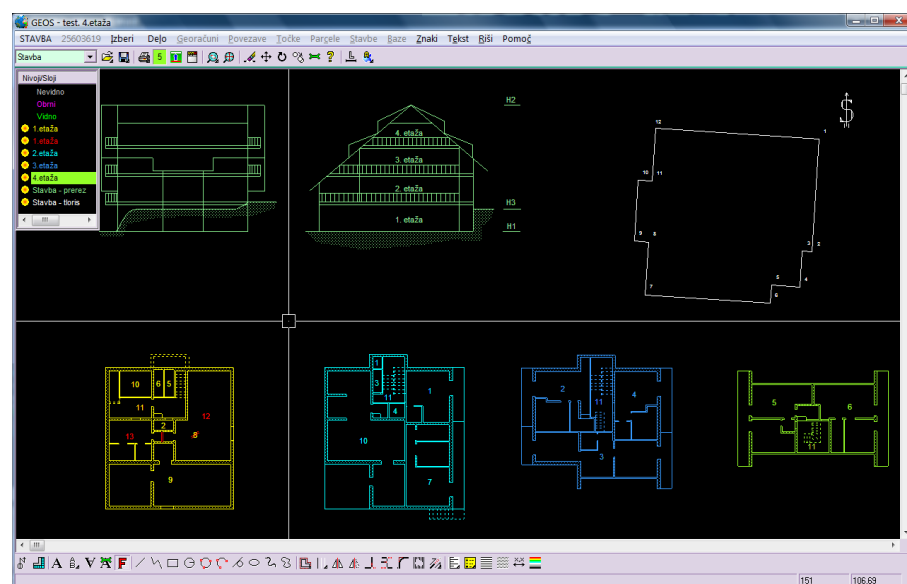 GEOS - test. 4.etaža
STAVBA 25603619 Izberi Delo Georačuni Povezave Točke Parcele Stavbe Baze Znaki Tekst Riši Pomoč
Stavba
5
Nivoji/Sloji
Nevidno
Obrni
Vidno
1.etaža
1.etaža
2.etaža
3.etaža
4.etaža
Stavba - prerez
Stavba - tloris
4. etaža
3. etaža
2. etaža
1. etaža
H2
H3
H1
12
1
10 11
9 8
3 2
5
4
7
6
10 6 5
11
12
2
13 8
9
1
3
11
1
4
10
7
2
4
11
3
5
6
11
A A V F
151 106.69